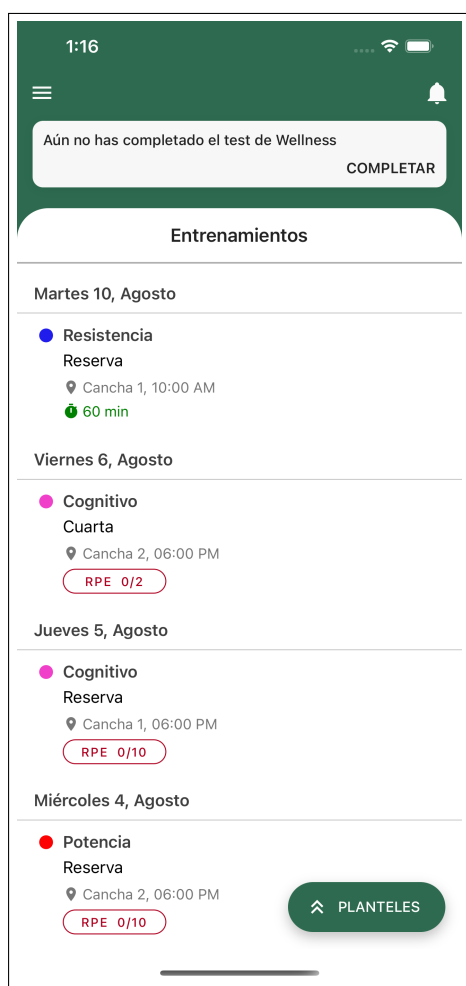 1:16
Aún no has completado el test de Wellness
COMPLETAR
Entrenamientos
Martes 10, Agosto
Resistencia
Reserva
Cancha 1, 10:00 AM
60 min
Viernes 6, Agosto
Cognitivo
Cuarta
Cancha 2, 06:00 PM
RPE 0/2
Jueves 5, Agosto
Cognitivo
Reserva
Cancha 1, 06:00 PM
RPE 0/10
Miércoles 4, Agosto
Potencia
Reserva
Cancha 2, 06:00 PM
RPE 0/10
PLANTELES